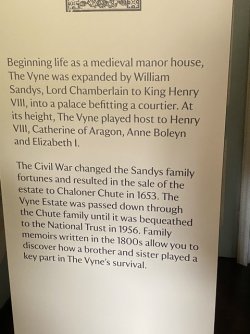 Beginning life as a medieval manor house,
The Vyne was expanded by William
Sandys, Lord Chamberlain to King Henry
VIII, into a palace befitting a courtier. At
its height, The Vyne played host to Henry
VIII, Catherine of Aragon, Anne Boleyn
and Elizabeth I.
The Civil War changed the Sandys family
fortunes and resulted in the sale of the
estate to Chaloner Chute in 1653. The
Vyne Estate was passed down through
the Chute family until it was bequeathed
to the National Trust in 1956. Family
memoirs written in the 1800s allow you to
discover how a brother and sister played a
key part in The Vyne's survival.